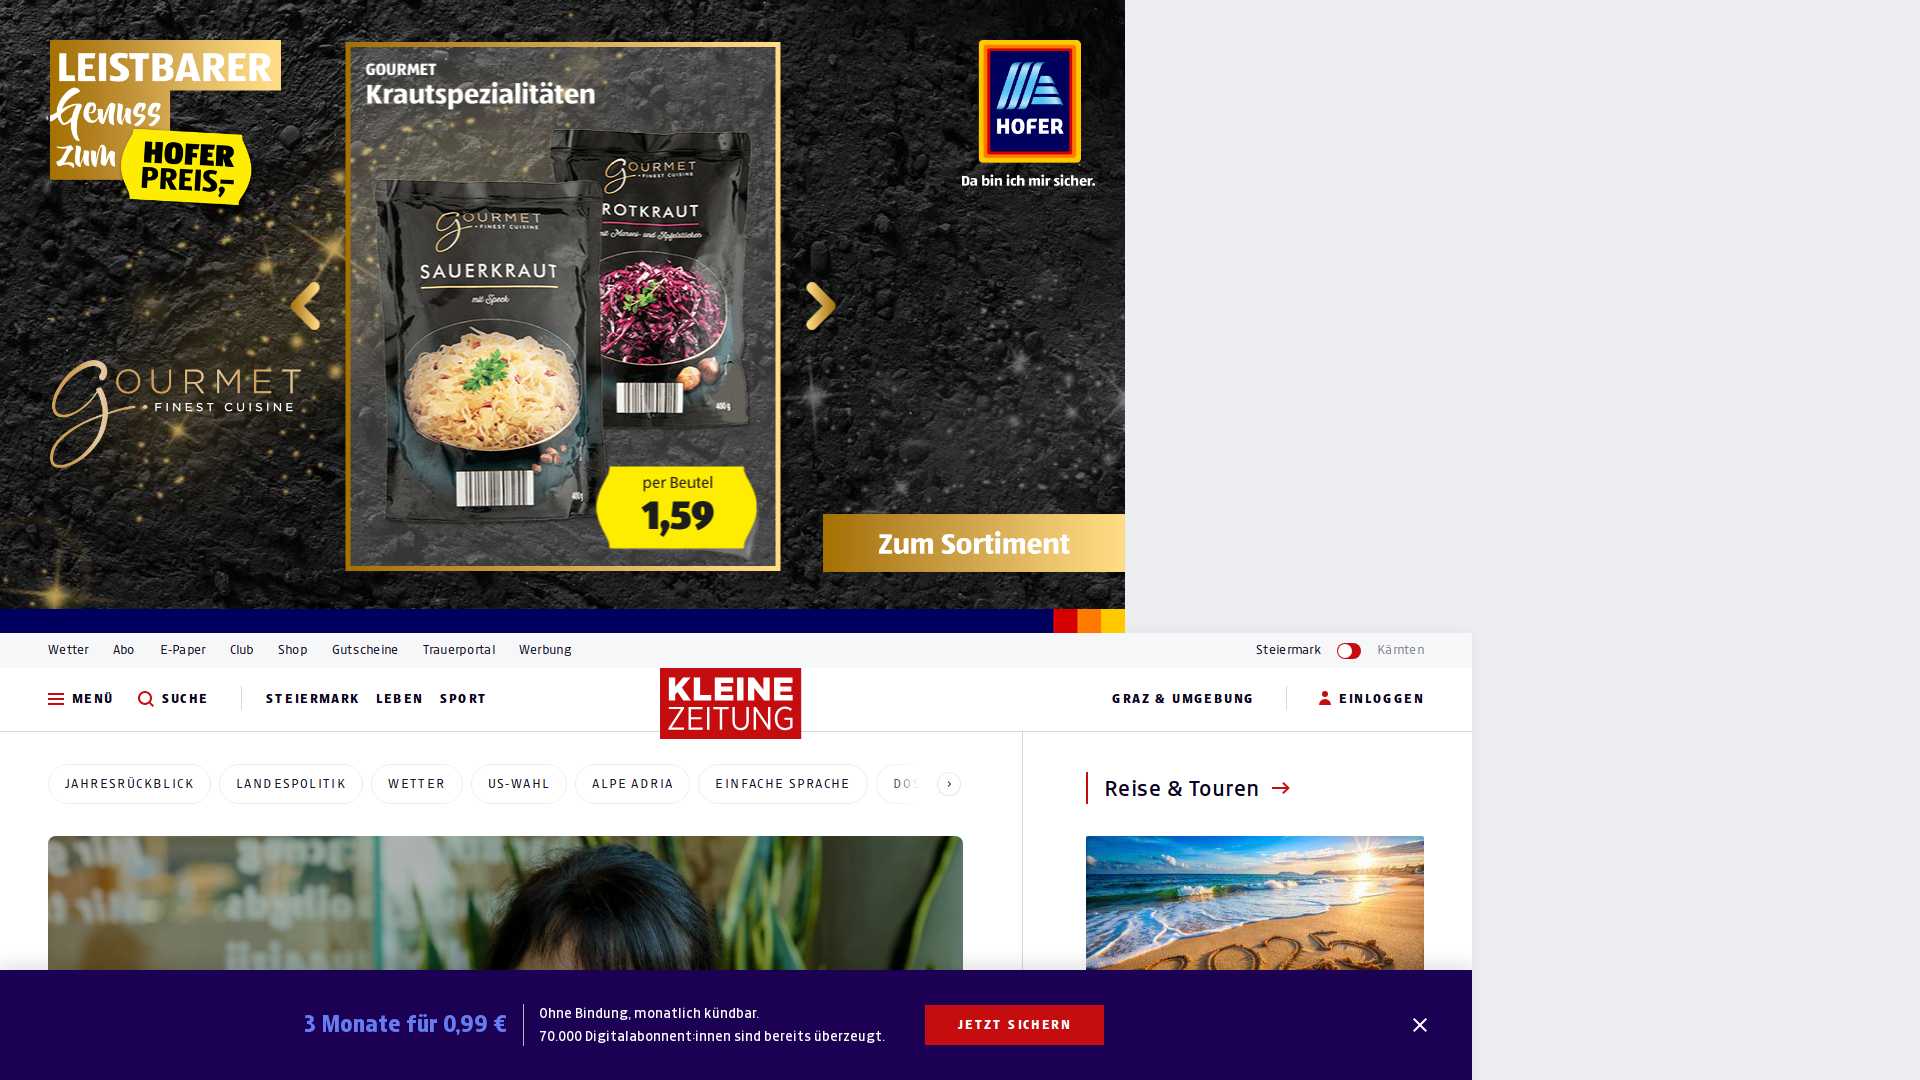 LEISTBARER
Genuss
zum
HOFER
PREIS,-
GOURMET
Krautspezialitäten
HOFER
Da bin ich mir sicher.
GOURMET
FINEST CUISINE
ROTKRAUT
mit Maroni- und Apfelstücken
GOURMET
FINEST CUISINE
SAUERKRAUT
mit Speck
GOURMET
FINEST CUISINE
400g
400g
per Beutel
1,59
Zum Sortiment
Wetter Abo E-Paper Club Shop Gutscheine Trauerportal Werbung Steiermark Kärnten
MENÜ SUCHE STEIERMARK LEBEN SPORT KLEINE ZEITUNG GRAZ & UMGEBUNG EINLOGGEN
JAHRESRÜCKBLICK LANDESPOLITIK WETTER US-WAHL ALPE ADRIA EINFACHE SPRACHE DOS
Reise & Touren
2025
3 Monate für 0,99 €
Ohne Bindung, monatlich kündbar.
70.000 Digitalabonnent:innen sind bereits überzeugt.
JETZT SICHERN